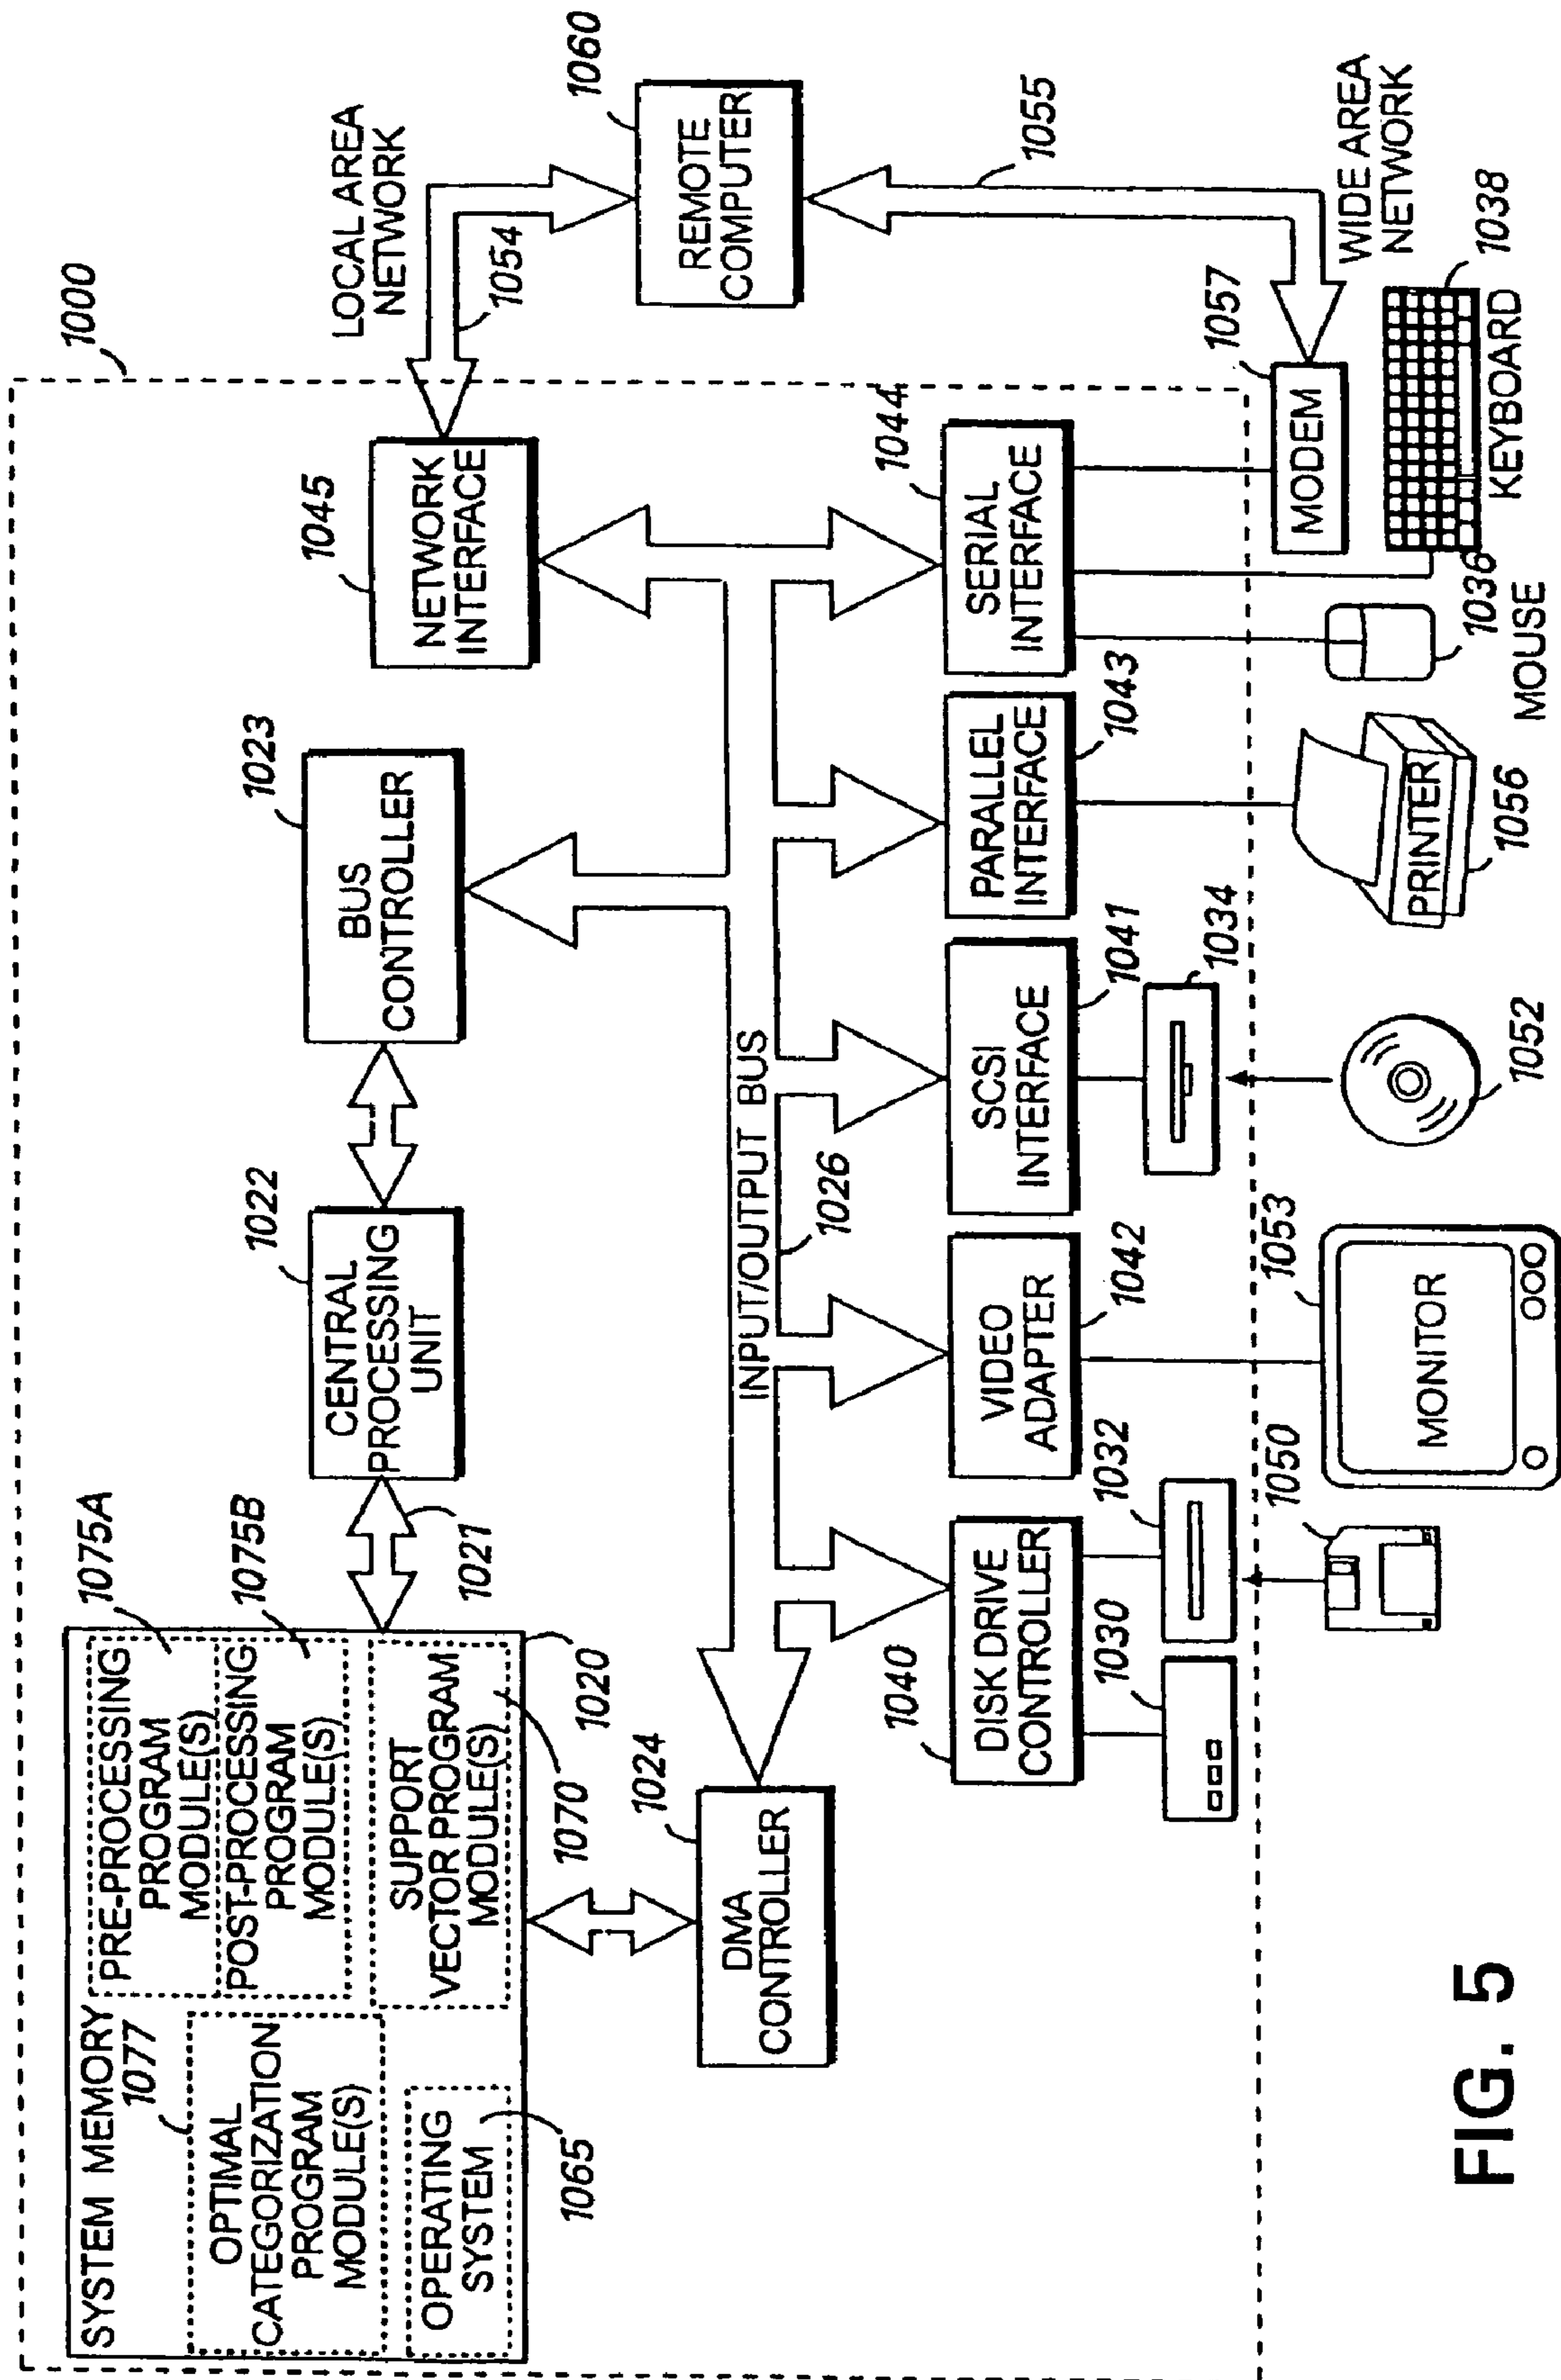 1000
SYSTEM MEMORY
1077
OPTIMAL
CATEGORIZATION
PROGRAM
MODULE(S)
OPERATING
SYSTEM
1065
PRE-PROCESSING
PROGRAM
MODULE(S)
POST-PROCESSING
PROGRAM
MODULE(S)
SUPPORT
VECTOR PROGRAM
MODULE(S)
1075A
1075B
1070
1020
1021
CENTRAL
PROCESSING
UNIT
1022
BUS
CONTROLLER
1023
NETWORK
INTERFACE
1045
LOCAL AREA
NETWORK
1054
REMOTE
COMPUTER
1060
1055
DMA
CONTROLLER
1024
INPUT/OUTPUT BUS
1026
DISK DRIVE
CONTROLLER
1040
VIDEO
ADAPTER
1042
SCSI
INTERFACE
1041
PARALLEL
INTERFACE
1043
SERIAL
INTERFACE
1044
1030
1032
1034
1050
MONITOR
1053
1052
PRINTER
1056
MOUSE
1036
KEYBOARD
1038
MODEM
1057
WIDE AREA
NETWORK
FIG. 5